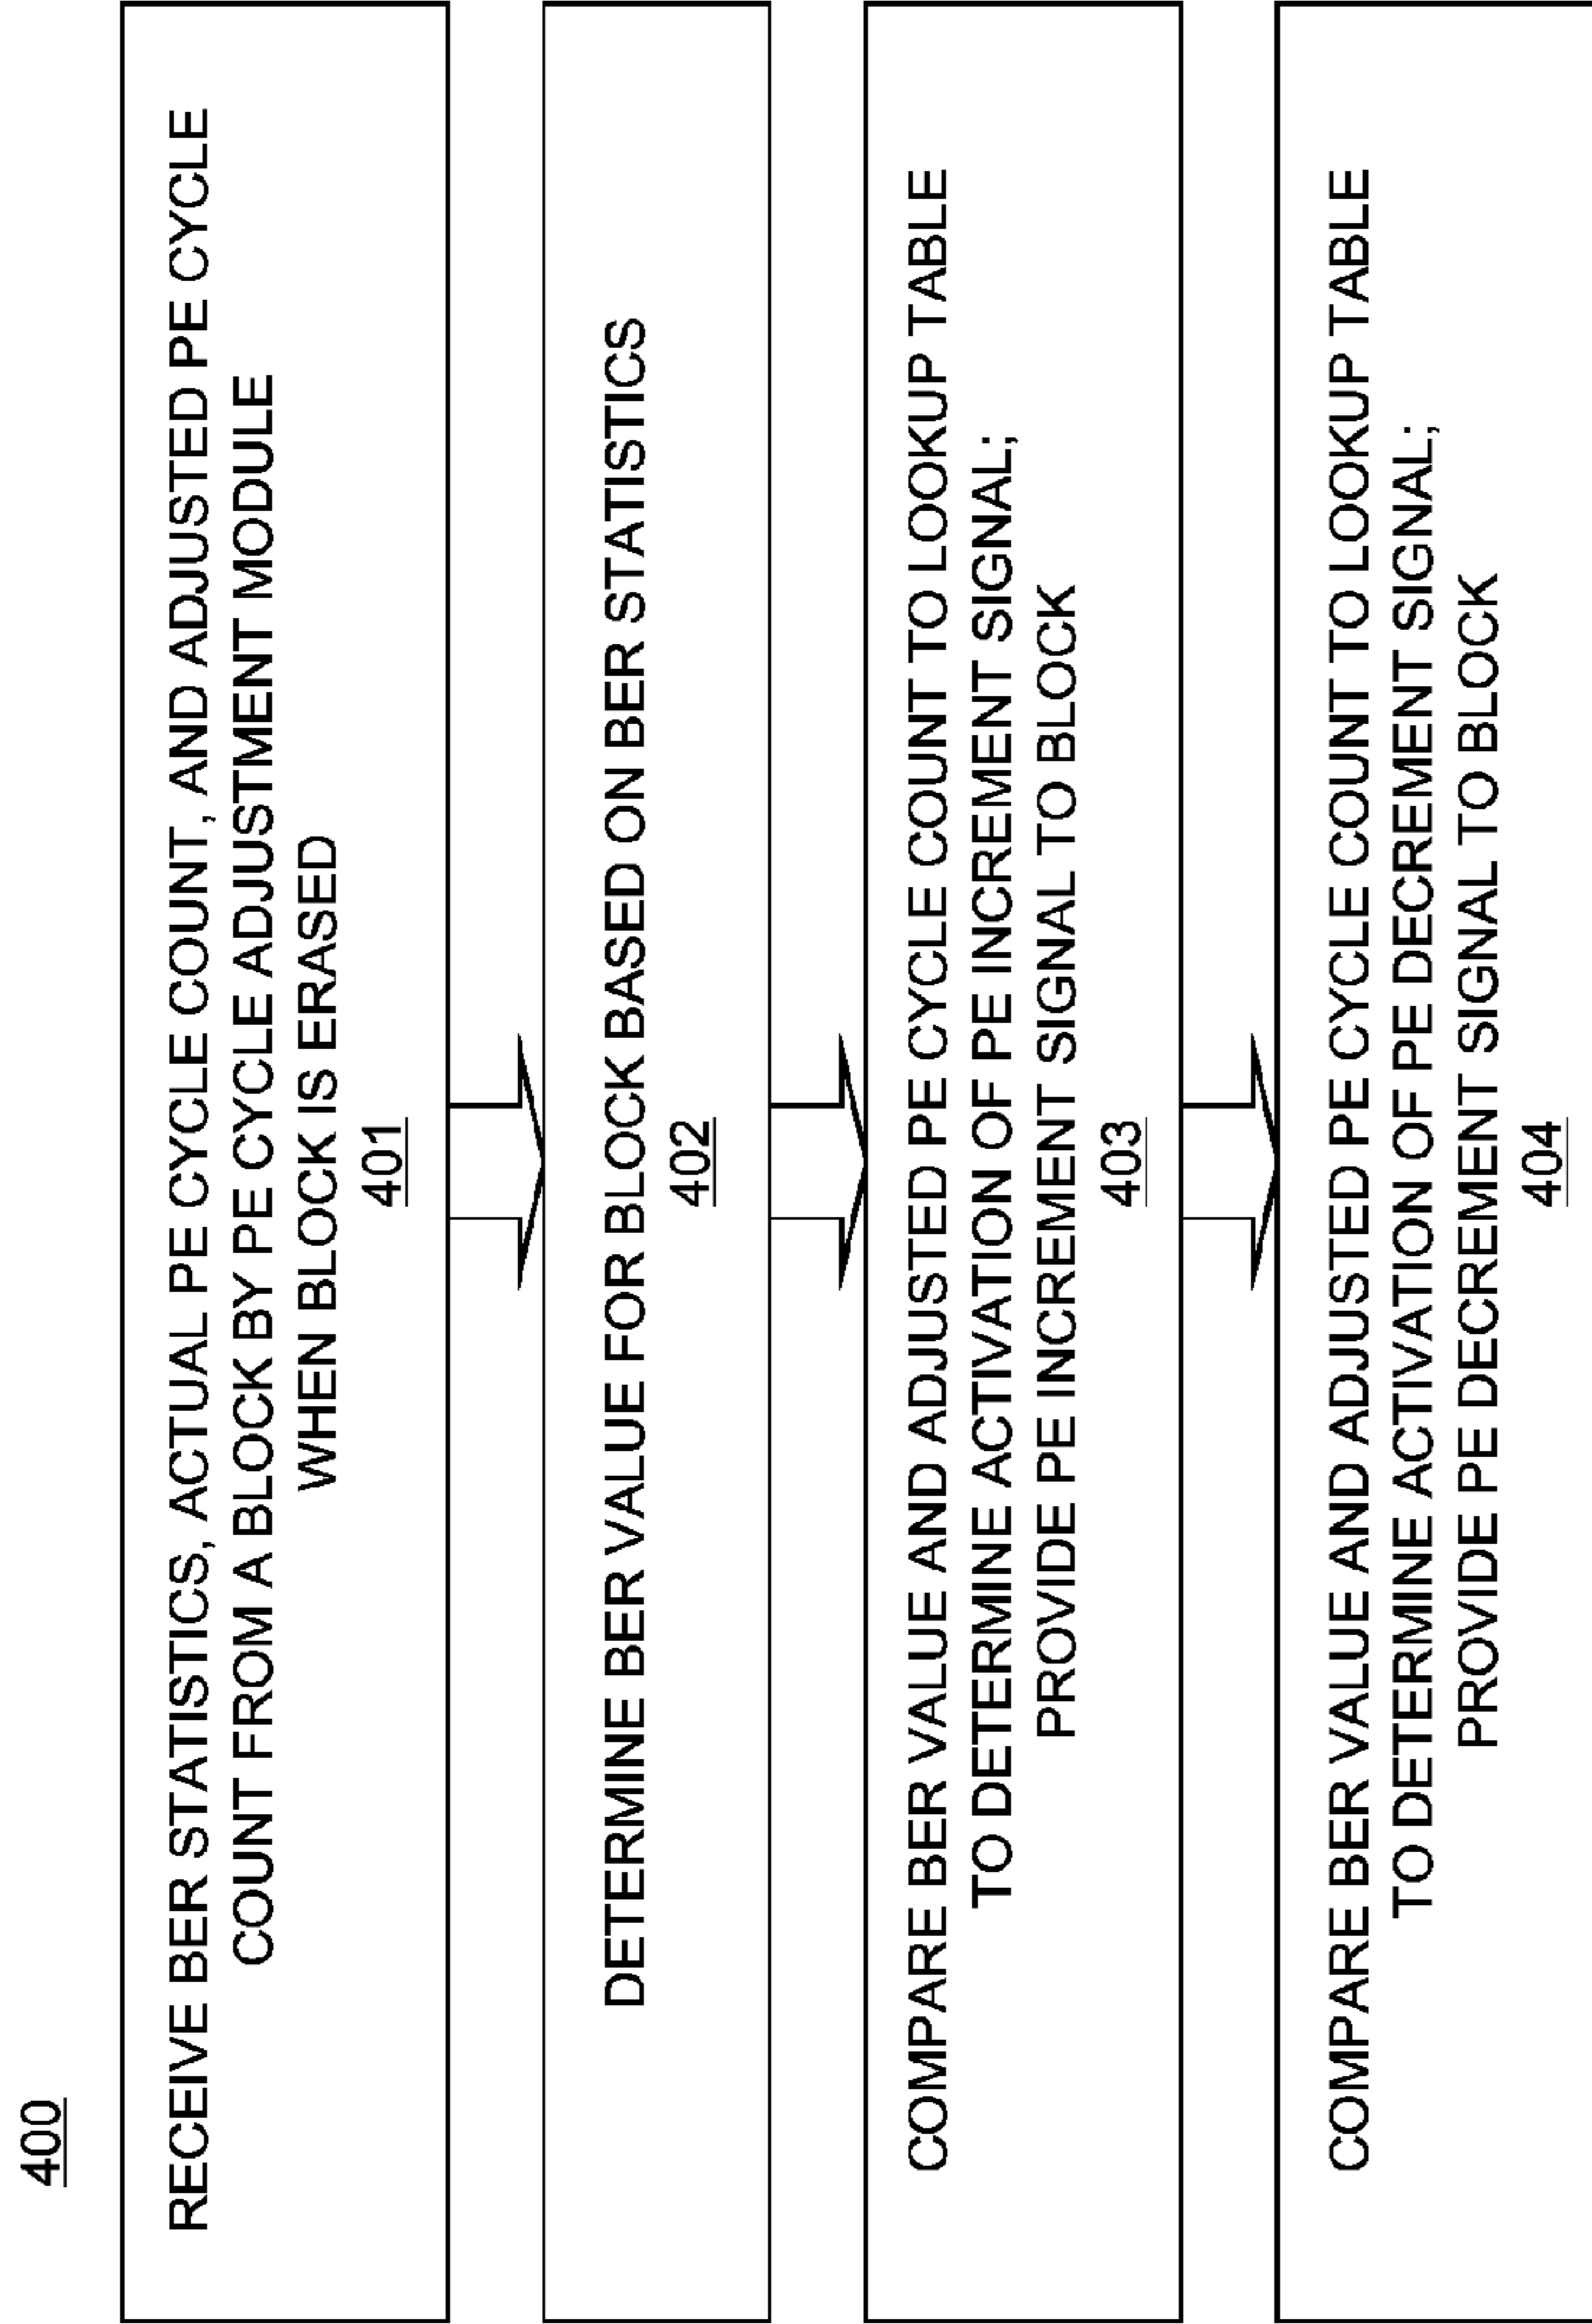 400
RECEIVE BER STATISTICS, ACTUAL PE CYCLE COUNT, AND ADJUSTED PE CYCLE
COUNT FROM A BLOCK BY PE CYCLE ADJUSTMENT MODULE
WHEN BLOCK IS ERASED
401
DETERMINE BER VALUE FOR BLOCK BASED ON BER STATISTICS
402
COMPARE BER VALUE AND ADJUSTED PE CYCLE COUNT TO LOOKUP TABLE
TO DETERMINE ACTIVATION OF PE INCREMENT SIGNAL;
PROVIDE PE INCREMENT SIGNAL TO BLOCK
403
COMPARE BER VALUE AND ADJUSTED PE CYCLE COUNT TO LOOKUP TABLE
TO DETERMINE ACTIVATION OF PE DECREMENT SIGNAL;
PROVIDE PE DECREMENT SIGNAL TO BLOCK
404